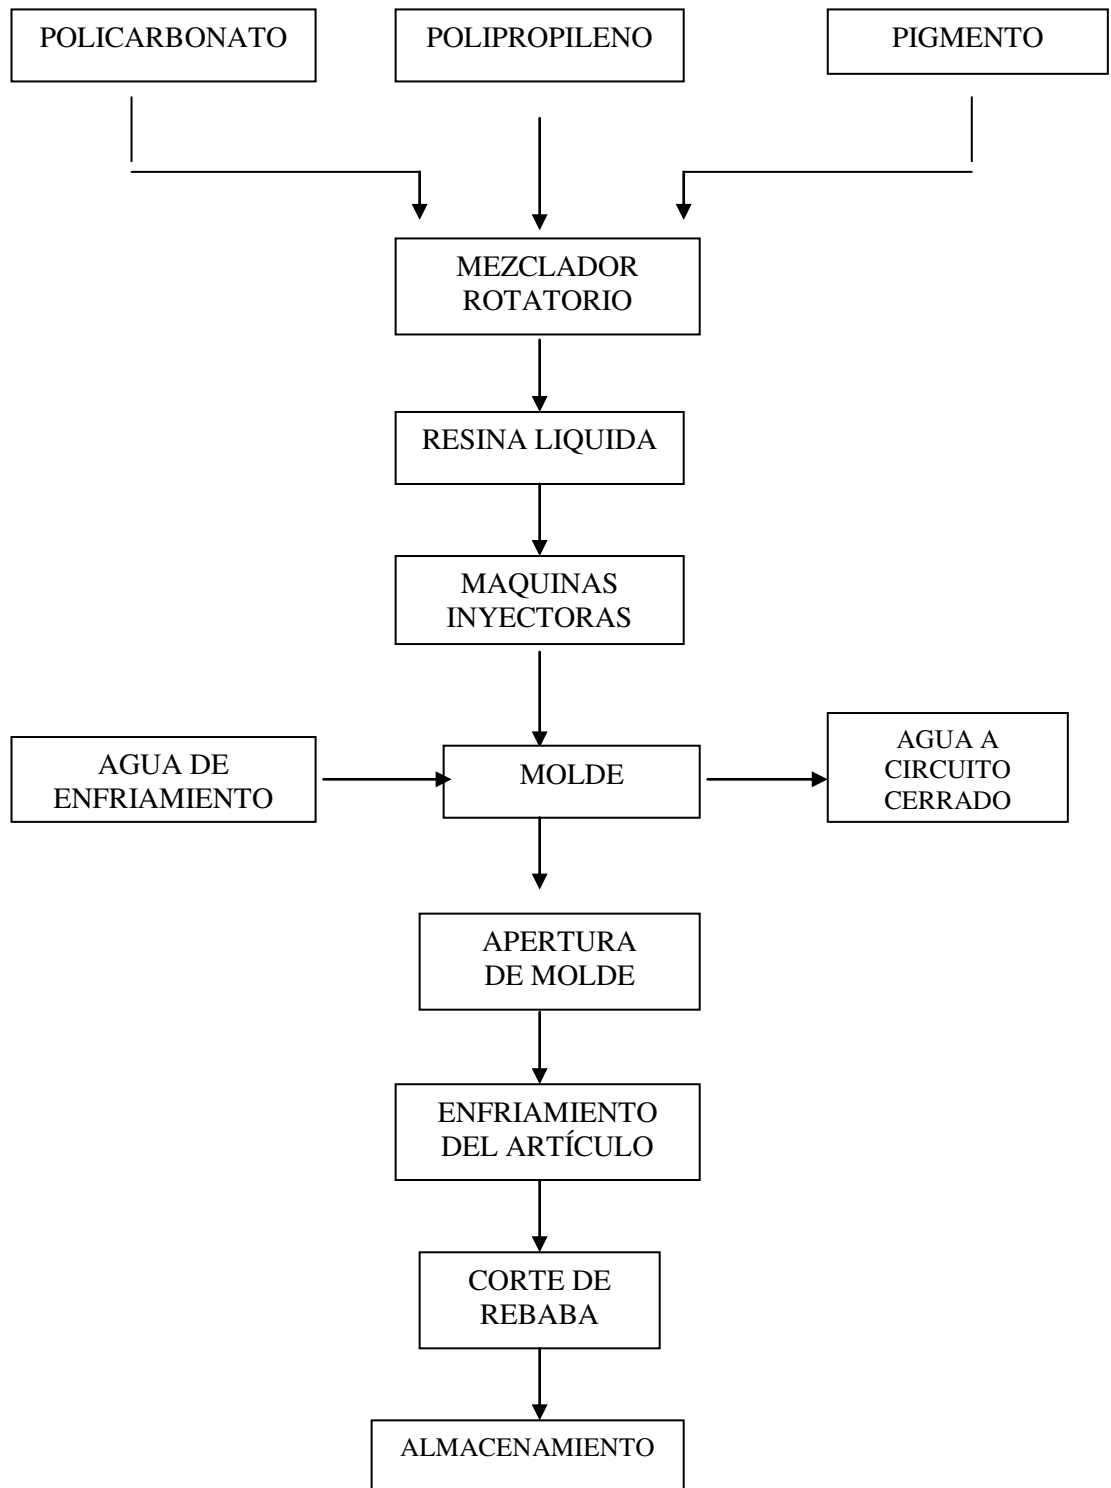 POLICARBONATO
POLIPROPILENO
PIGMENTO
MEZCLADOR
ROTATORIO
RESINA LIQUIDA
MAQUINAS
INYECTORAS
AGUA DE
ENFRIAMIENTO
MOLDE
AGUA A
CIRCUITO
CERRADO
APERTURA
DE MOLDE
ENFRIAMIENTO
DEL ARTÍCULO
CORTE DE
REBABA
ALMACENAMIENTO